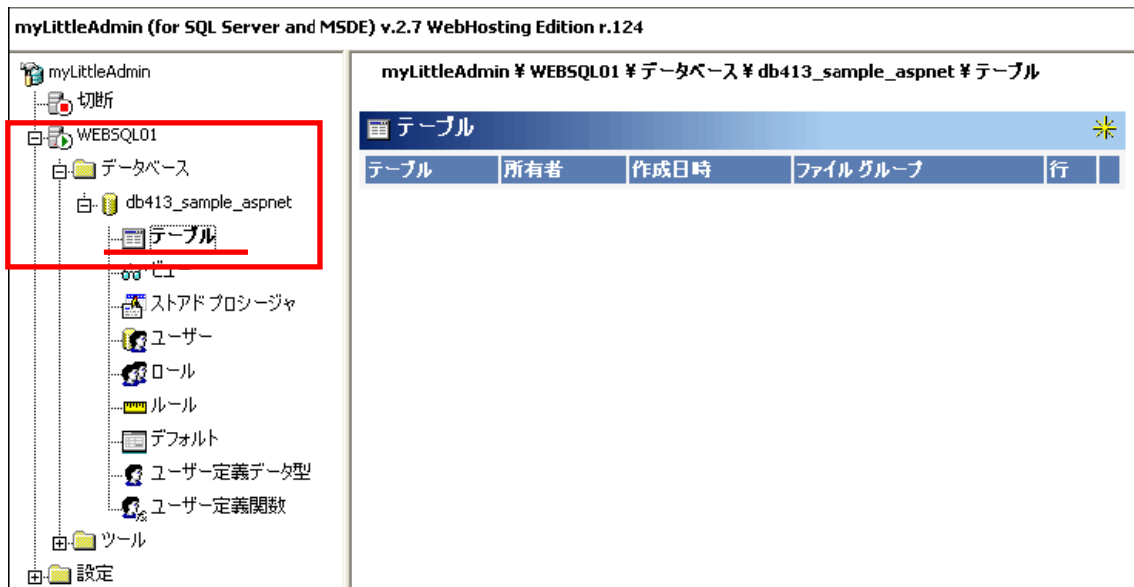 myLittleAdmin (for SQL Server and MSDE) v.2.7 WebHosting Edition r.124
myLittleAdmin
切断
WEBSQL01
データベース
db413_sample_aspnet
テーブル
ビュー
ストアド プロシージャ
ユーザー
ロール
ルール
デフォルト
ユーザー定義データ型
ユーザー定義関数
ツール
設定
myLittleAdmin ¥ WEBSQL01 ¥ データベース ¥ db413_sample_aspnet ¥ テーブル
テーブル
テーブル 所有者 作成日時 ファイル グループ 行